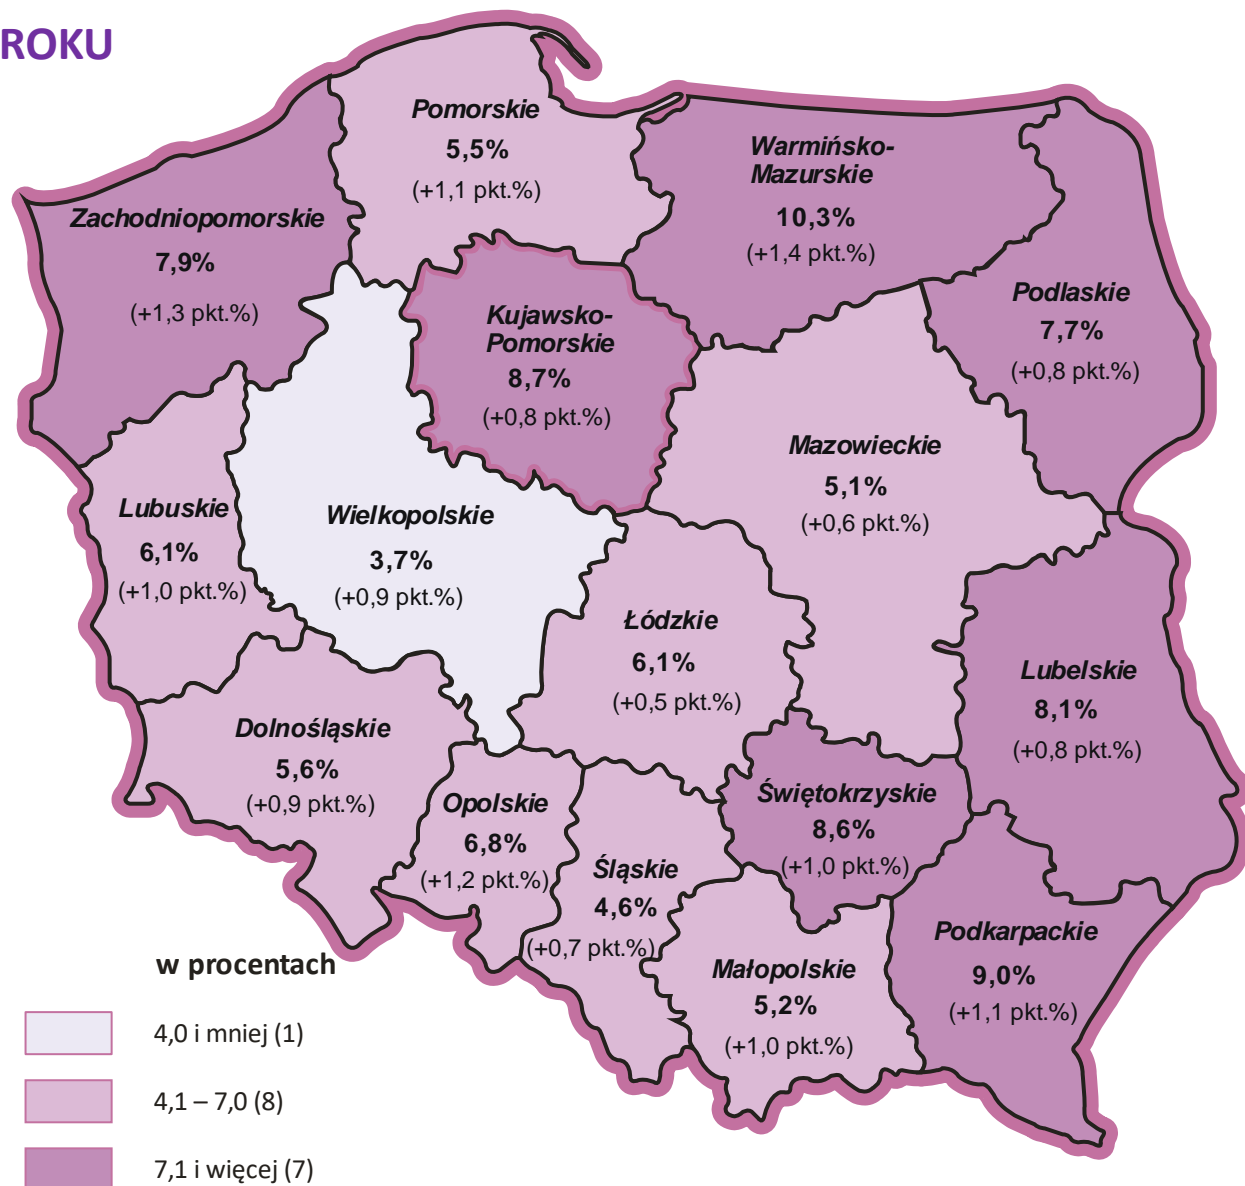 ROKU
Pomorskie
5,5%
(+1,1 pkt.%)
Warmińsko-
Mazurskie
10,3%
(+1,4 pkt.%)
Zachodniopomorskie
7,9%
(+1,3 pkt.%)
Podlaskie
7,7%
(+0,8 pkt.%)
Kujawsko-
Pomorskie
8,7%
(+0,8 pkt.%)
Mazowieckie
5,1%
(+0,6 pkt.%)
Lubuskie
6,1%
(+1,0 pkt.%)
Wielkopolskie
3,7%
(+0,9 pkt.%)
Łódzkie
6,1%
(+0,5 pkt.%)
Lubelskie
8,1%
(+0,8 pkt.%)
Dolnośląskie
5,6%
(+0,9 pkt.%)
Opolskie
6,8%
(+1,2 pkt.%)
Świętokrzyskie
8,6%
(+1,0 pkt.%)
Śląskie
4,6%
(+0,7 pkt.%)
Podkarpackie
9,0%
(+1,1 pkt.%)
Małopolskie
5,2%
(+1,0 pkt.%)
w procentach
4,0 i mniej (1)
4,1 – 7,0 (8)
7,1 i więcej (7)